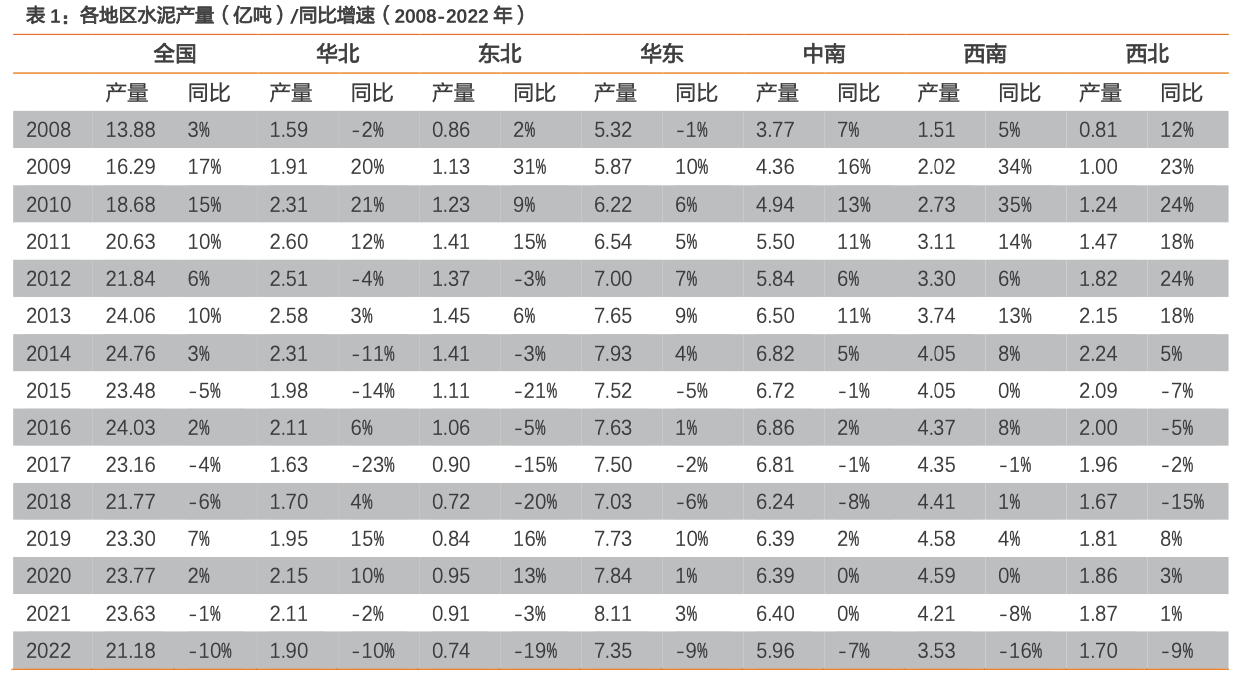 表 1：各地区水泥产量（亿吨）/同比增速（2008-2022 年）
全国 华北 东北 华东 中南 西南 西北
产量 同比 产量 同比 产量 同比 产量 同比 产量 同比 产量 同比 产量 同比
2008 13.88 3% 1.59 -2% 0.86 2% 5.32 -1% 3.77 7% 1.51 5% 0.81 12%
2009 16.29 17% 1.91 20% 1.13 31% 5.87 10% 4.36 16% 2.02 34% 1.00 23%
2010 18.68 15% 2.31 21% 1.23 9% 6.22 6% 4.94 13% 2.73 35% 1.24 24%
2011 20.63 10% 2.60 12% 1.41 15% 6.54 5% 5.50 11% 3.11 14% 1.47 18%
2012 21.84 6% 2.51 -4% 1.37 -3% 7.00 7% 5.84 6% 3.30 6% 1.82 24%
2013 24.06 10% 2.58 3% 1.45 6% 7.65 9% 6.50 11% 3.74 13% 2.15 18%
2014 24.76 3% 2.31 -11% 1.41 -3% 7.93 4% 6.82 5% 4.05 8% 2.24 5%
2015 23.48 -5% 1.98 -14% 1.11 -21% 7.52 -5% 6.72 -1% 4.05 0% 2.09 -7%
2016 24.03 2% 2.11 6% 1.06 -5% 7.63 1% 6.86 2% 4.37 8% 2.00 -5%
2017 23.16 -4% 1.63 -23% 0.90 -15% 7.50 -2% 6.81 -1% 4.35 -1% 1.96 -2%
2018 21.77 -6% 1.70 4% 0.72 -20% 7.03 -6% 6.24 -8% 4.41 1% 1.67 -15%
2019 23.30 7% 1.95 15% 0.84 16% 7.73 10% 6.39 2% 4.58 4% 1.81 8%
2020 23.77 2% 2.15 10% 0.95 13% 7.84 1% 6.39 0% 4.59 0% 1.86 3%
2021 23.63 -1% 2.11 -2% 0.91 -3% 8.11 3% 6.40 0% 4.21 -8% 1.87 1%
2022 21.18 -10% 1.90 -10% 0.74 -19% 7.35 -9% 5.96 -7% 3.53 -16% 1.70 -9%